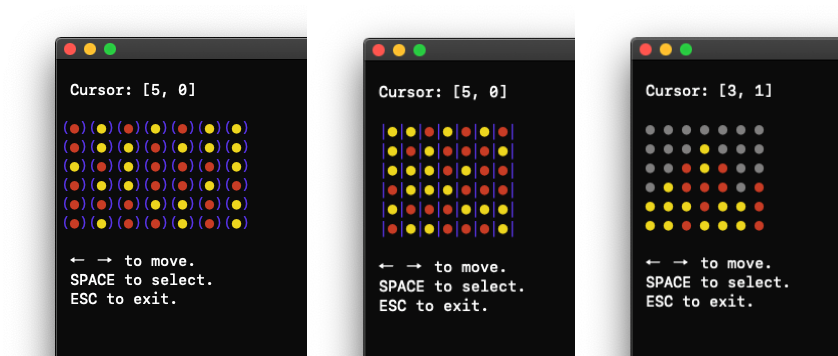 Cursor: [5, 0]
← → to move.
SPACE to select.
ESC to exit.
Cursor: [5, 0]
← → to move.
SPACE to select.
ESC to exit.
Cursor: [3, 1]
← → to move.
SPACE to select.
ESC to exit.